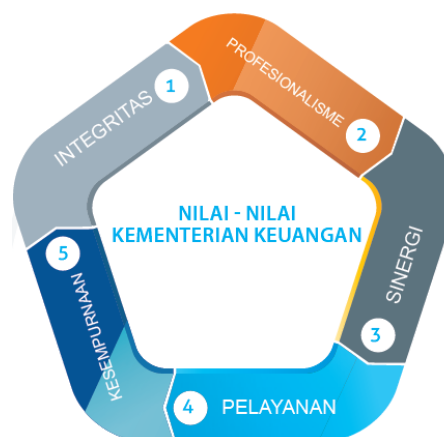 NILAI - NILAI
KEMENTERIAN KEUANGAN
INTEGRITAS 1
PROFESIONALISME 2
SINERGI 3
4 PELAYANAN
5 KESEMPURNAAN